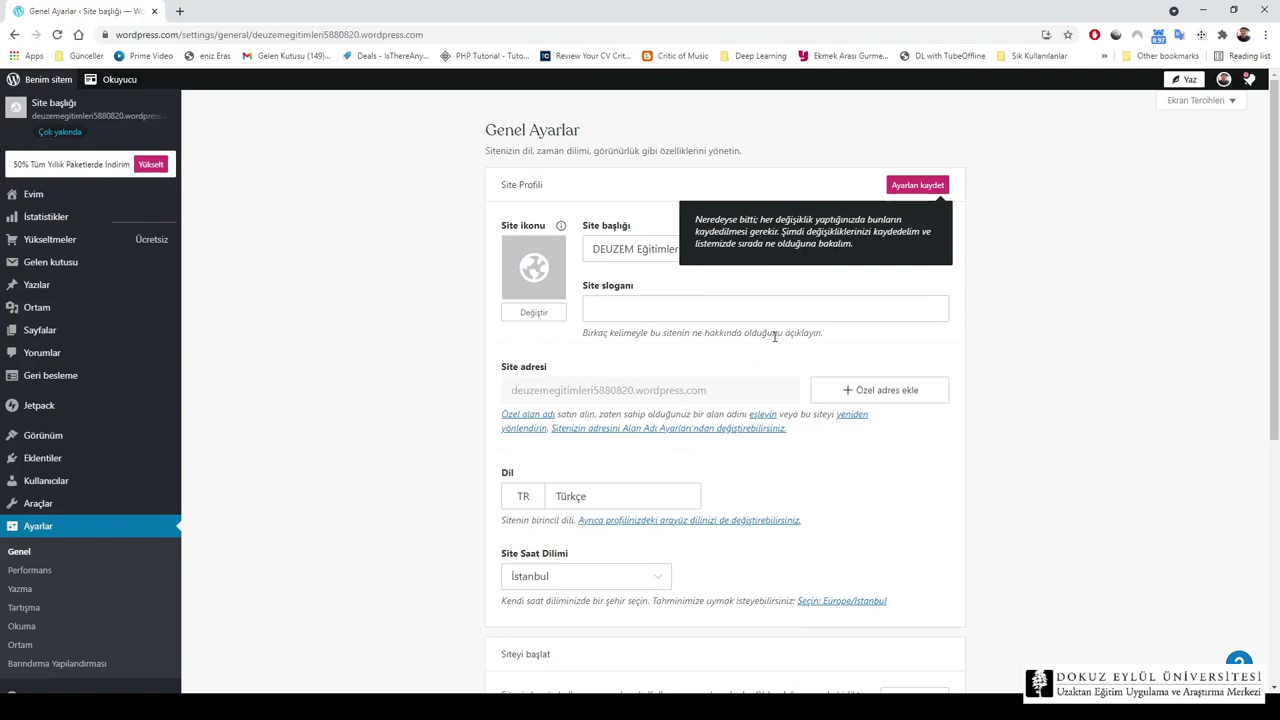 Genel Ayarlar ‹ Site başlığı — Wo
wordpress.com/settings/general/deuzemegitimleri5880820.wordpress.com
0.97
Apps
Günceller
Prime Video
eniz Eras
Gelen Kutusu (149)...
Deals - IsThereAny...
PHP Tutorial - Tuto...
Review Your CV Crit...
Critic of Music
Deep Learning
Ekmek Arası Gurme...
DL with TubeOffline
Sık Kullanılanlar
»
Other bookmarks
Reading list
Benim sitem
Okuyucu
Yaz
Site başlığı
deuzemegitimleri5880820.wordpress.com
Çok yakında
50% Tüm Yıllık Paketlerde İndirim
Yükselt
Evim
İstatistikler
Yükseltmeler
Ücretsiz
Gelen kutusu
Yazılar
Ortam
Sayfalar
Yorumlar
Geri besleme
Jetpack
Görünüm
Eklentiler
Kullanıcılar
Araçlar
Ayarlar
Genel
Performans
Yazma
Tartışma
Okuma
Ortam
Barındırma Yapılandırması
Ekran Tercihleri
Genel Ayarlar
Sitenizin dil, zaman dilimi, görünürlük gibi özelliklerini yönetin.
Site Profili
Ayarları kaydet
Neredeyse bitti; her değişiklik yaptığınızda bunların
kaydedilmesi gerekir. Şimdi değişikliklerinizi kaydedelim ve
listemizde sırada ne olduğuna bakalım.
Site ikonu
Değiştir
Site başlığı
DEUZEM Eğitimler
Site sloganı
Birkaç kelimeyle bu sitenin ne hakkında olduğunu açıklayın.
Site adresi
deuzemegitimleri5880820.wordpress.com
Özel adres ekle
Özel alan adı satın alın, zaten sahip olduğunuz bir alan adını eşleyin veya bu siteyi yeniden
yönlendirin. Sitenizin adresini Alan Adı Ayarları'ndan değiştirebilirsiniz.
Dil
TR Türkçe
Sitenin birincil dili. Ayrıca profilinizdeki arayüz dilinizi de değiştirebilirsiniz.
Site Saat Dilimi
İstanbul
Kendi saat diliminizde bir şehir seçin. Tahminimize uymak isteyebilirsiniz: Seçin: Europe/Istanbul
Siteyi başlat
DOKUZ EYLÜL ÜNİVERSİTESİ
Uzaktan Eğitim Uygulama ve Araştırma Merkezi